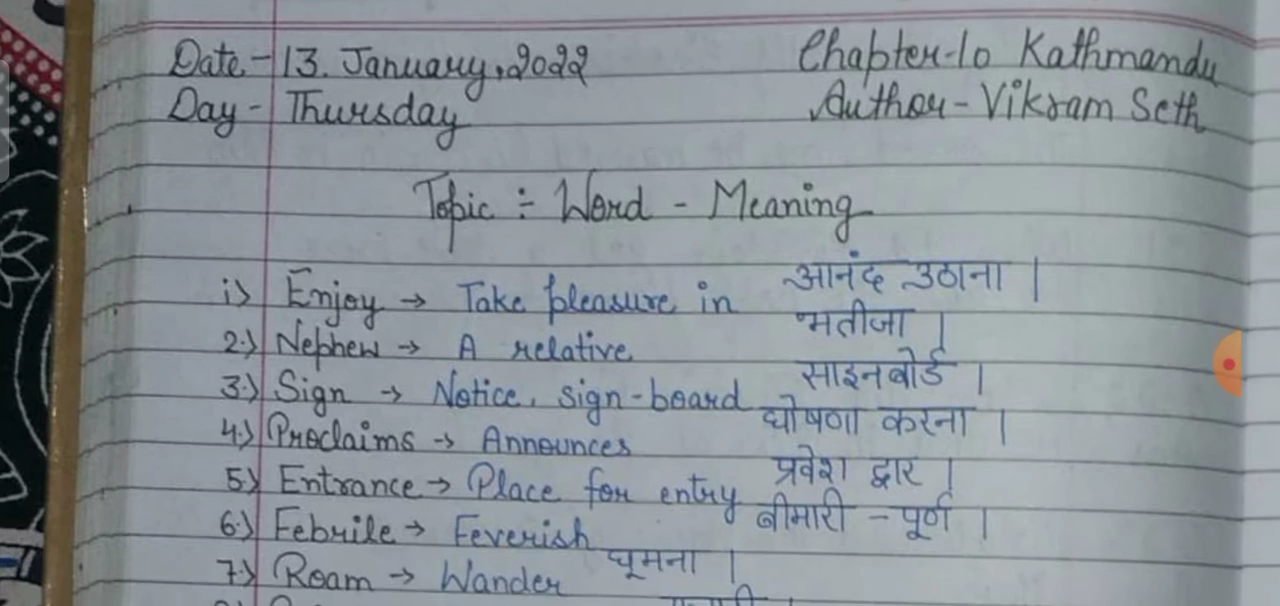 Date - 13. January, 2022
Day - Thursday
Chapter-10 Kathmandu
Author - Vikram Seth
Topic ÷ Word - Meaning
1.) Enjoy → Take pleasure in आनंद उठाना ।
2.) Nephew → A relative भतीजा ।
3.) Sign → Notice, sign-board साइनबोर्ड ।
4.) Proclaims → Announces घोषणा करना ।
5.) Entrance → Place for entry प्रवेश द्वार ।
6.) Febrile → Feverish बीमारी - पूर्ण ।
7.) Roam → Wander घूमना ।